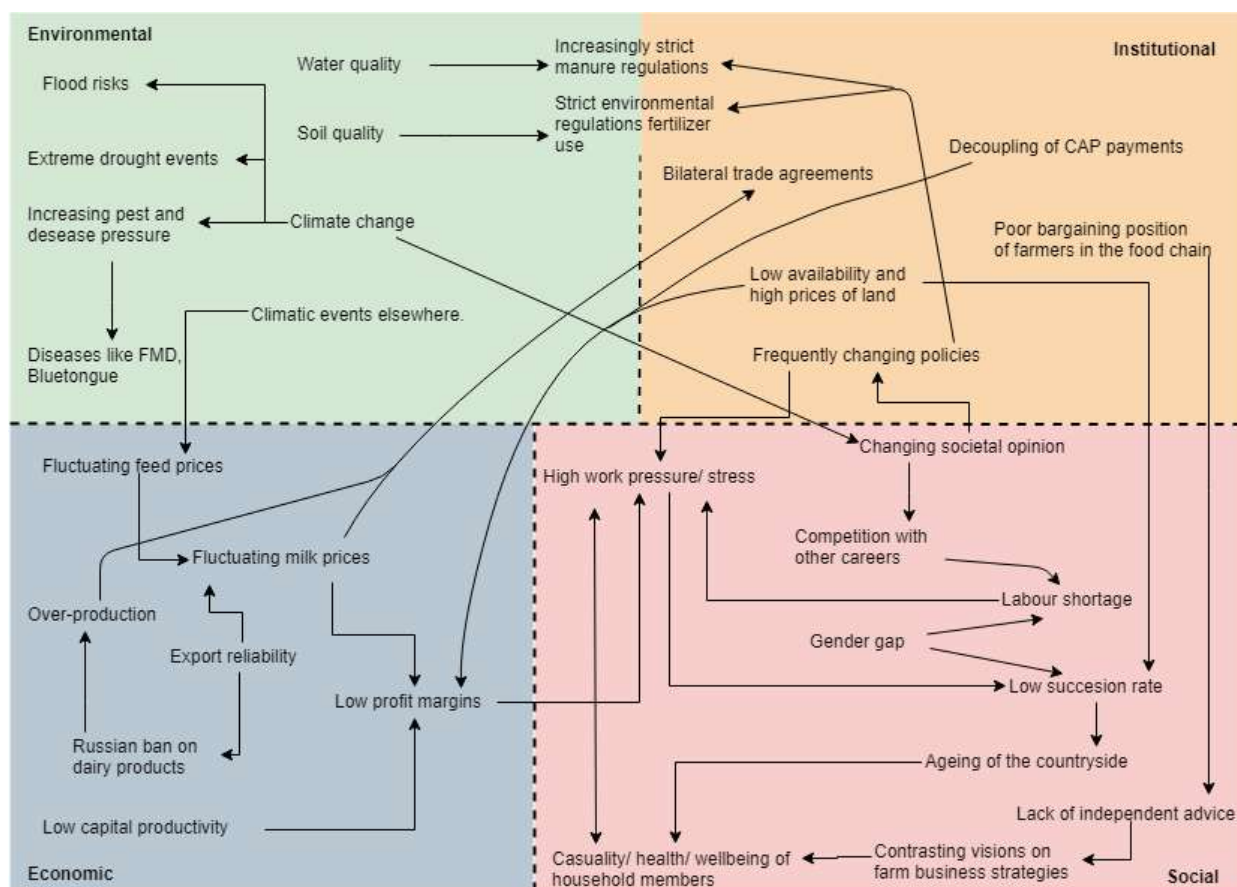 Environmental
Flood risks
Extreme drought events
Increasing pest and
desease pressure
Climate change
Water quality
Soil quality
Climatic events elsewhere.
Diseases like FMD,
Bluetongue
Institutional
Increasingly strict
manure regulations
Strict environmental
regulations fertilizer
use
Decoupling of CAP payments
Bilateral trade agreements
Poor bargaining position
of farmers in the food chain
Low availability and
high prices of land
Frequently changing policies
Fluctuating feed prices
Fluctuating milk prices
Over-production
Export reliability
Low profit margins
Russian ban on
dairy products
Low capital productivity
Economic
Changing societal opinion
High work pressure/ stress
Competition with
other careers
Labour shortage
Gender gap
Low succesion rate
Ageing of the countryside
Lack of independent advice
Casuality/ health/ wellbeing of
household members
Contrasting visions on
farm business strategies
Social